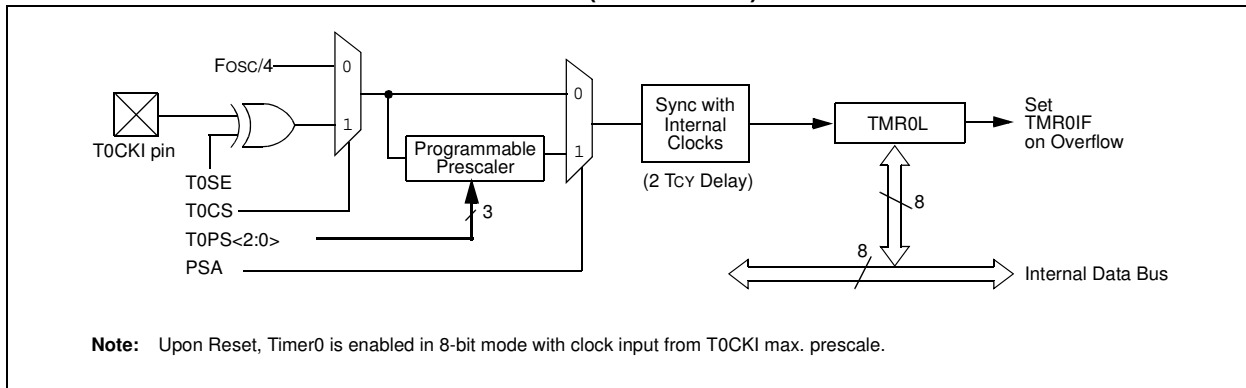 Fosc/4
0
1
T0CKI pin
T0SE
T0CS
T0PS<2:0>
PSA
Programmable
Prescaler
3
0
1
Sync with
Internal
Clocks
(2 TCY Delay)
TMR0L
Set
TMR0IF
on Overflow
8
8
Internal Data Bus
Note: Upon Reset, Timer0 is enabled in 8-bit mode with clock input from T0CKI max. prescale.